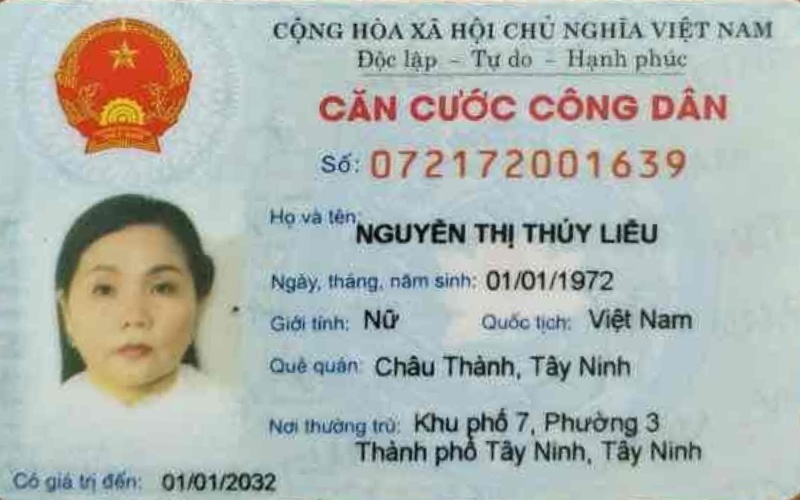 CỘNG HÒA XÃ HỘI CHỦ NGHĨA VIỆT NAM
Độc lập – Tự do – Hạnh phúc
CĂN CƯỚC CÔNG DÂN
Số: 072172001639
Họ và tên:
NGUYỄN THỊ THÚY LIỄU
Ngày, tháng, năm sinh: 01/01/1972
Giới tính: Nữ Quốc tịch: Việt Nam
Quê quán: Châu Thành, Tây Ninh
Nơi thường trú: Khu phố 7, Phường 3
Thành phố Tây Ninh, Tây Ninh
Có giá trị đến: 01/01/2032